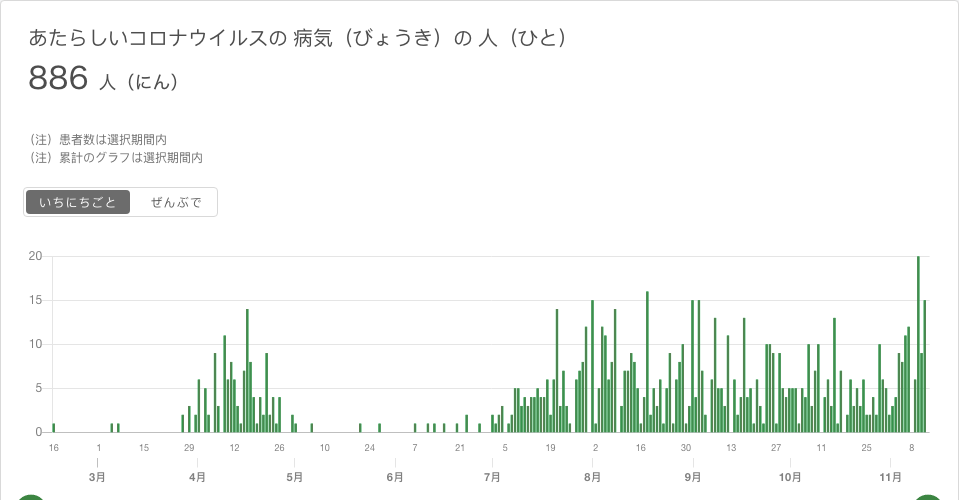 あたらしいコロナウイルスの 病気（びょうき）の 人（ひと）
886 人（にん）
（注）患者数は選択期間内
（注）累計のグラフは選択期間内
いちにちごと ぜんぶで
20
15
10
5
0
16 1 15 29 12 26 10 24 7 21 5 19 2 16 30 13 27 11 25 8
3月 4月 5月 6月 7月 8月 9月 10月 11月